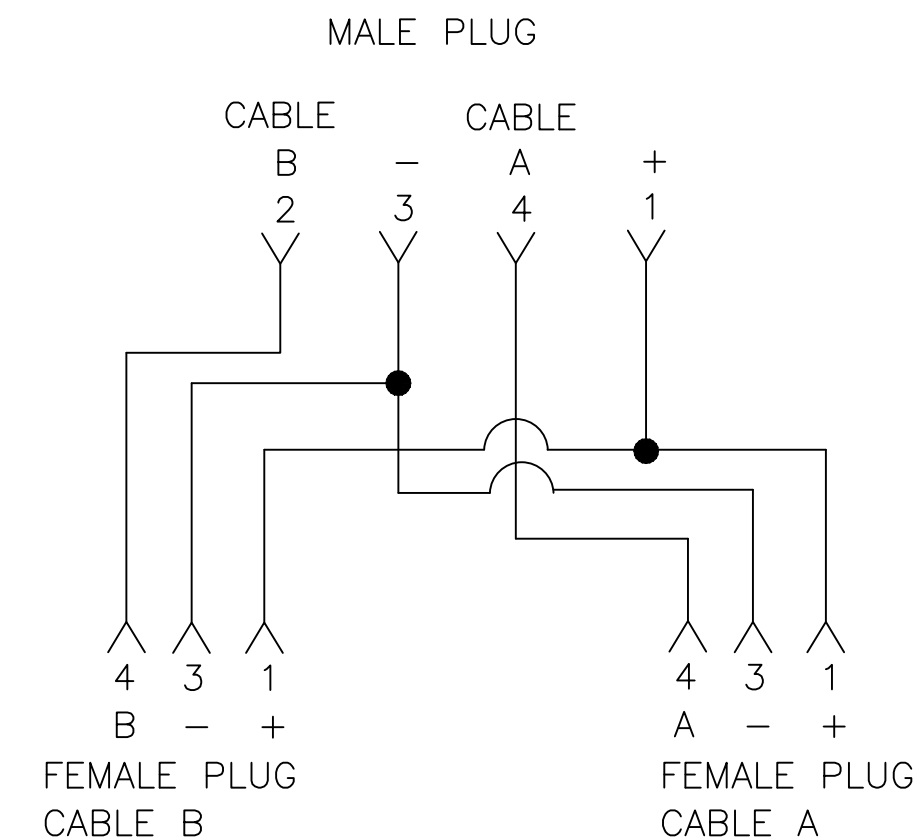 MALE PLUG
CABLE CABLE
B − A +
2 3 4 1
4 3 1 4 3 1
B − + A − +
FEMALE PLUG FEMALE PLUG
CABLE B CABLE A